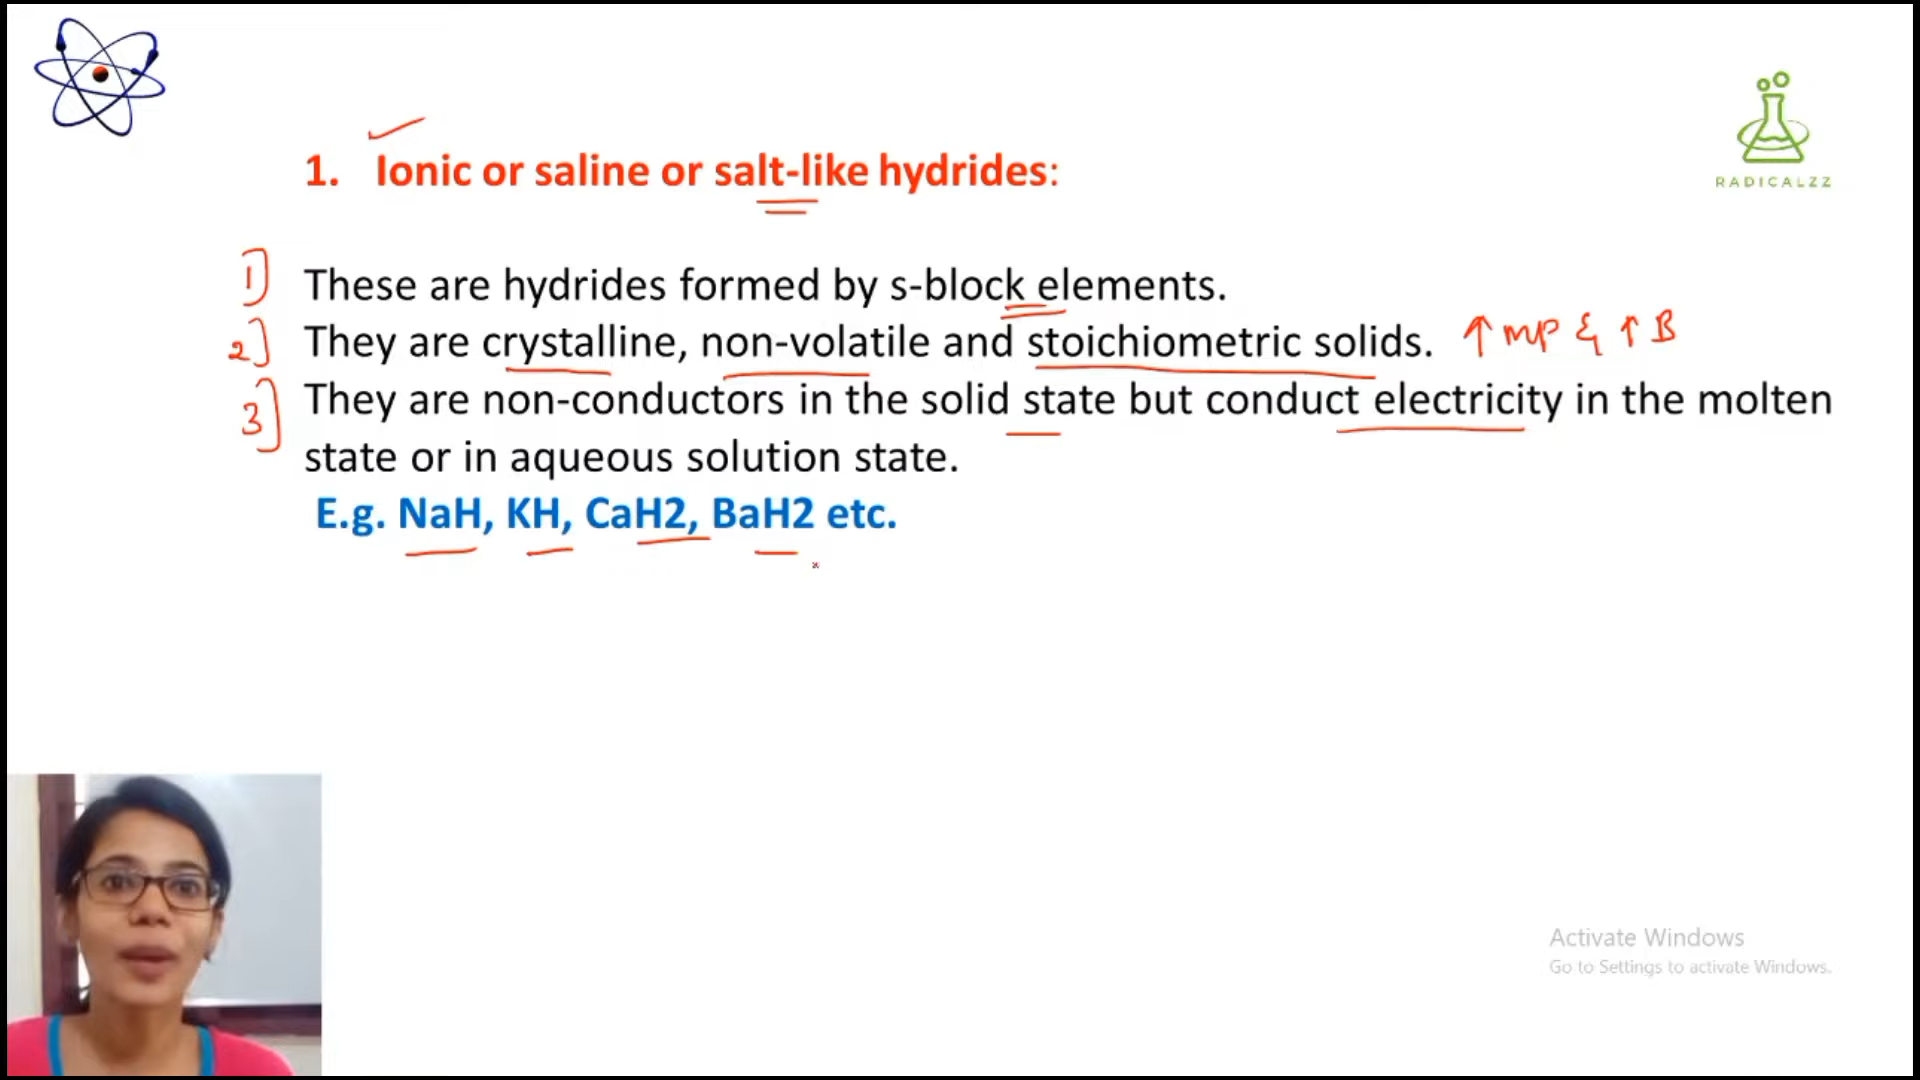 RADICALZZ
1. Ionic or saline or salt-like hydrides:
1] These are hydrides formed by s-block elements.
2] They are crystalline, non-volatile and stoichiometric solids. ↑ MP & ↑ B
3] They are non-conductors in the solid state but conduct electricity in the molten
state or in aqueous solution state.
E.g. NaH, KH, CaH2, BaH2 etc.
Activate Windows
Go to Settings to activate Windows.